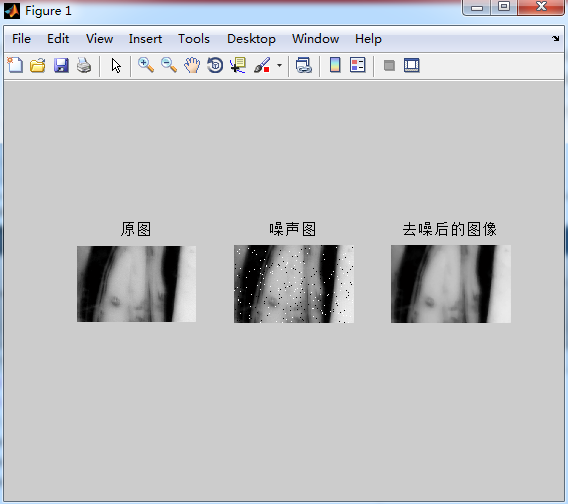 Figure 1
File Edit View Insert Tools Desktop Window Help
原图 噪声图 去噪后的图像